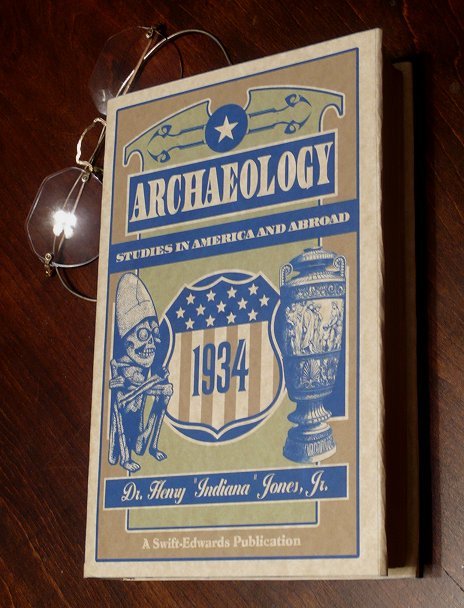 ARCHAEOLOGY
STUDIES IN AMERICA AND ABROAD
1934
Dr. Henry "Indiana" Jones, Jr.
A Swift-Edwards Publication